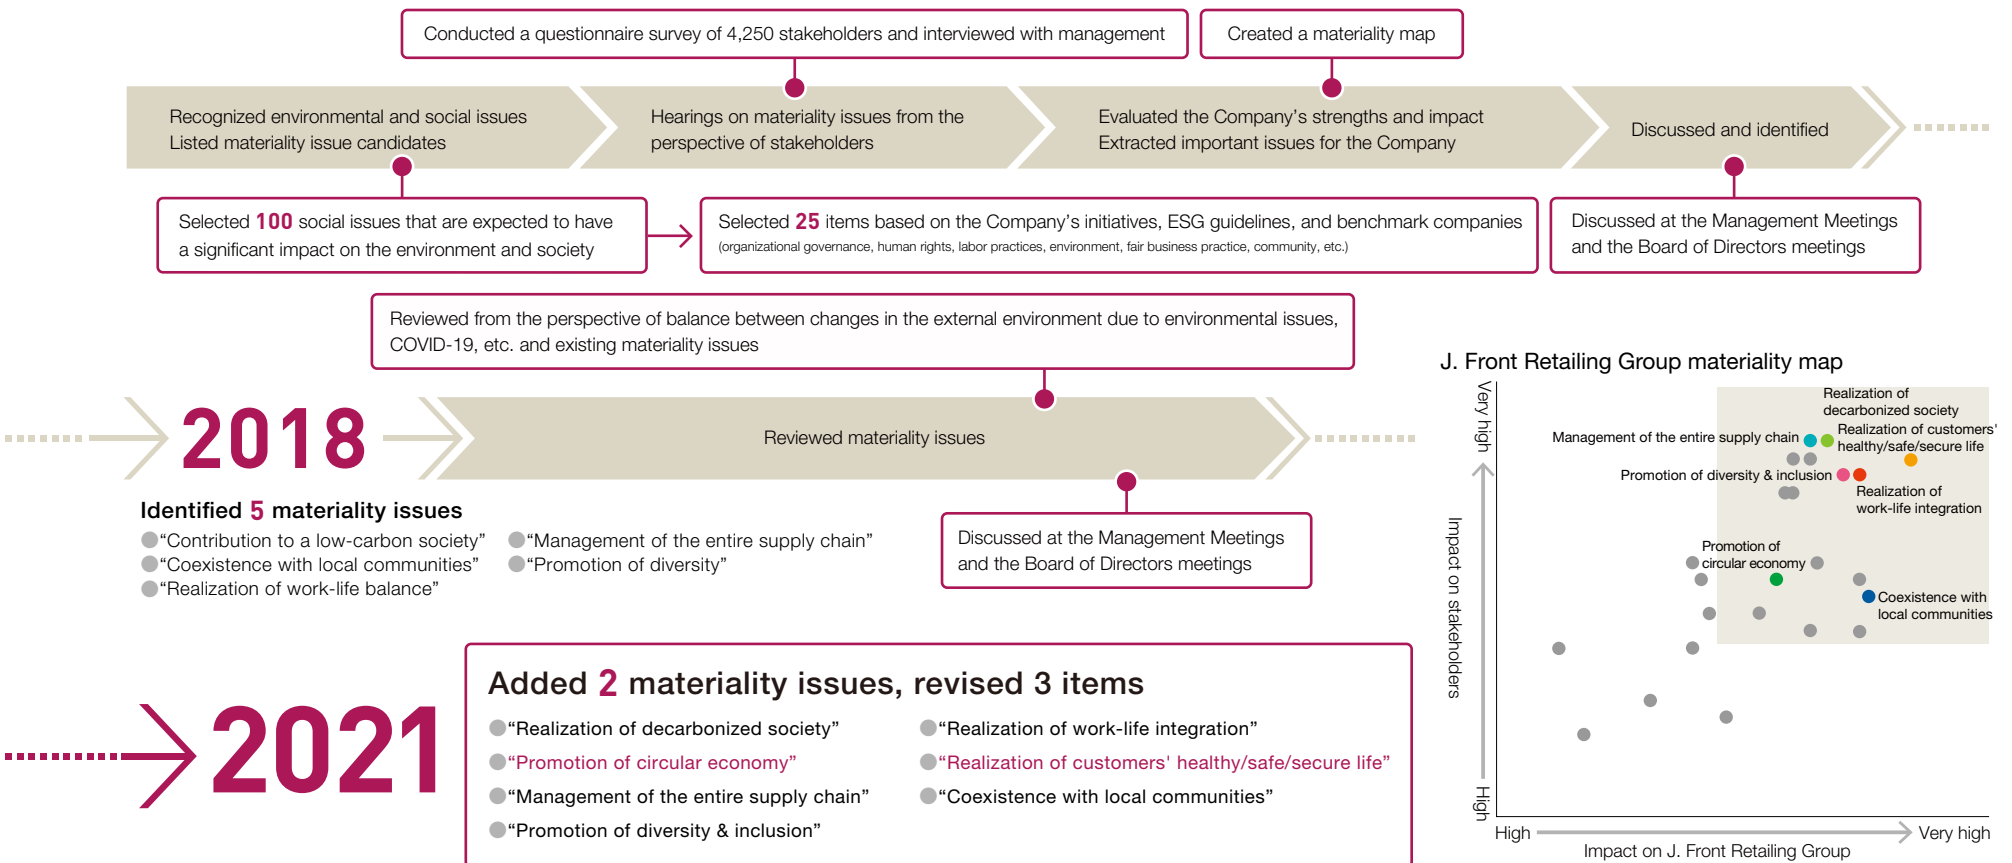 Conducted a questionnaire survey of 4,250 stakeholders and interviewed with management
Created a materiality map
Recognized environmental and social issues
Listed materiality issue candidates
Hearings on materiality issues from the
perspective of stakeholders
Evaluated the Company's strengths and impact
Extracted important issues for the Company
Discussed and identified
Selected 100 social issues that are expected to have
a significant impact on the environment and society
Selected 25 items based on the Company's initiatives, ESG guidelines, and benchmark companies
(organizational governance, human rights, labor practices, environment, fair business practice, community, etc.)
Discussed at the Management Meetings
and the Board of Directors meetings
Reviewed from the perspective of balance between changes in the external environment due to environmental issues,
COVID-19, etc. and existing materiality issues
2018
Reviewed materiality issues
Identified 5 materiality issues
"Contribution to a low-carbon society"
"Coexistence with local communities"
"Realization of work-life balance"
"Management of the entire supply chain"
"Promotion of diversity"
Discussed at the Management Meetings
and the Board of Directors meetings
2021
Added 2 materiality issues, revised 3 items
"Realization of decarbonized society"
"Promotion of circular economy"
"Management of the entire supply chain"
"Promotion of diversity & inclusion"
"Realization of work-life integration"
"Realization of customers' healthy/safe/secure life"
"Coexistence with local communities"
J. Front Retailing Group materiality map
Very high
Impact on stakeholders
High
Realization of
decarbonized society
Management of the entire supply chain
Realization of customers'
healthy/safe/secure life
Promotion of diversity & inclusion
Realization of
work-life integration
Promotion of
circular economy
Coexistence with
local communities
High
Very high
Impact on J. Front Retailing Group